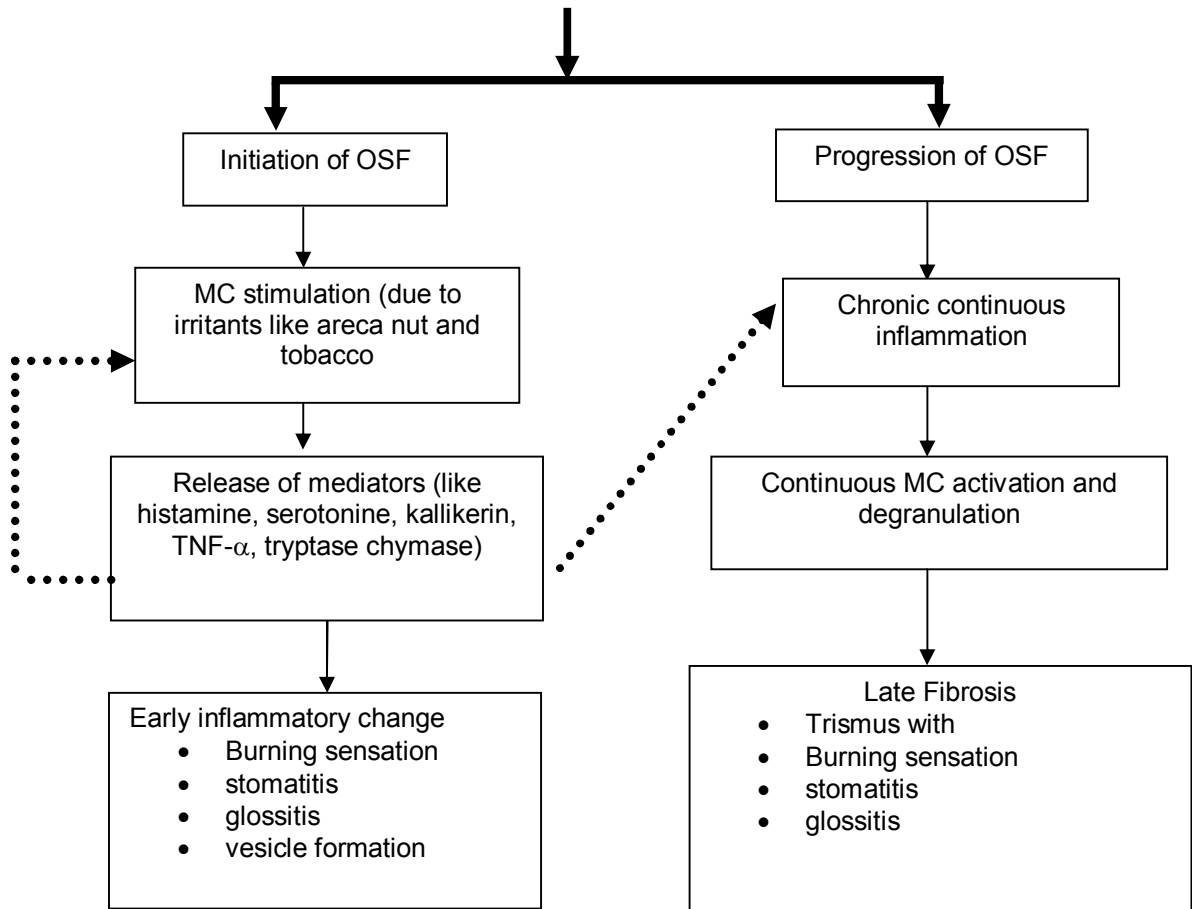 Initiation of OSF
MC stimulation (due to
irritants like areca nut and
tobacco
Release of mediators (like
histamine, serotonine, kallikerin,
TNF-α, tryptase chymase)
Early inflammatory change
• Burning sensation
• stomatitis
• glossitis
• vesicle formation
Progression of OSF
Chronic continuous
inflammation
Continuous MC activation and
degranulation
Late Fibrosis
• Trismus with
• Burning sensation
• stomatitis
• glossitis